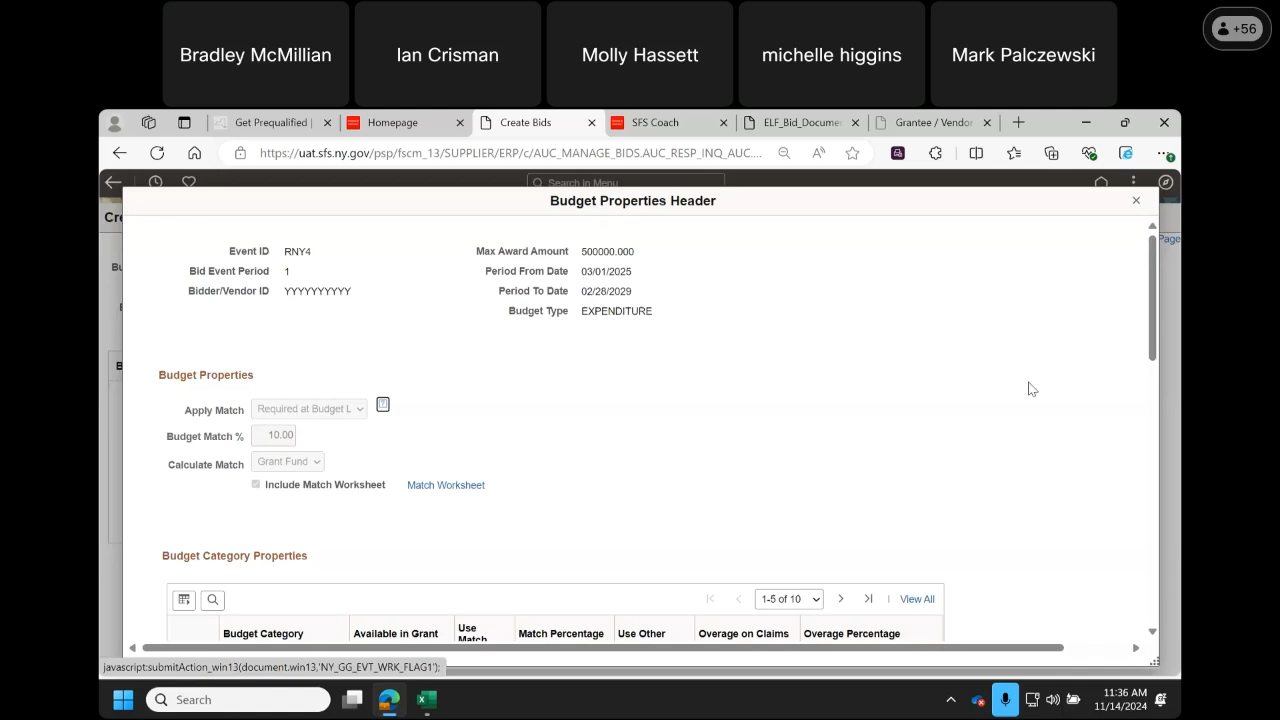 Bradley McMillian
Ian Crisman
Molly Hassett
michelle higgins
Mark Palczewski
+56
Get Prequalified |
Homepage
Create Bids
SFS Coach
ELF_Bid_Documer
Grantee / Vendor
https://uat.sfs.ny.gov/psp/fscm_13/SUPPLIER/ERP/c/AUC_MANAGE_BIDS.AUC_RESP_INQ_AUC....
Search in Menu
Budget Properties Header
Cre
Page
Event ID RNY4
Max Award Amount 500000.000
Bu
Bid Event Period 1
Period From Date 03/01/2025
Bidder/Vendor ID YYYYYYYYYY
Period To Date 02/28/2029
Budget Type EXPENDITURE
B
Budget Properties
Apply Match Required at Budget L
Budget Match % 10.00
Calculate Match Grant Fund
Include Match Worksheet Match Worksheet
Budget Category Properties
1-5 of 10
View All
Budget Category
Available in Grant
Use Match
Match Percentage
Use Other
Overage on Claims
Overage Percentage
javascript:submitAction_win13(document.win13,'NY_GG_EVT_WRK_FLAG1');
Search
11:36 AM
11/14/2024